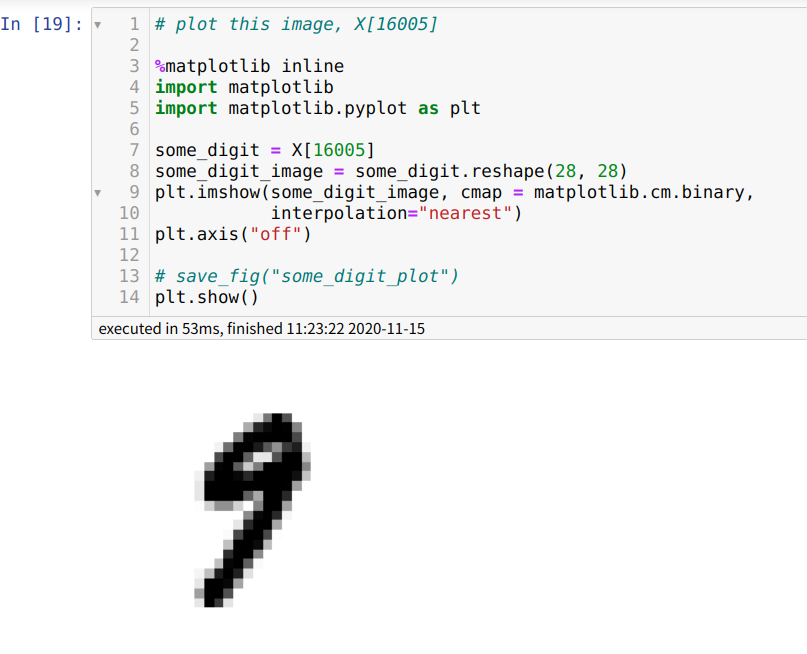 In [19]:
1 # plot this image, X[16005]
2
3 %matplotlib inline
4 import matplotlib
5 import matplotlib.pyplot as plt
6
7 some_digit = X[16005]
8 some_digit_image = some_digit.reshape(28, 28)
9 plt.imshow(some_digit_image, cmap = matplotlib.cm.binary,
10            interpolation="nearest")
11 plt.axis("off")
12
13 # save_fig("some_digit_plot")
14 plt.show()
executed in 53ms, finished 11:23:22 2020-11-15
9